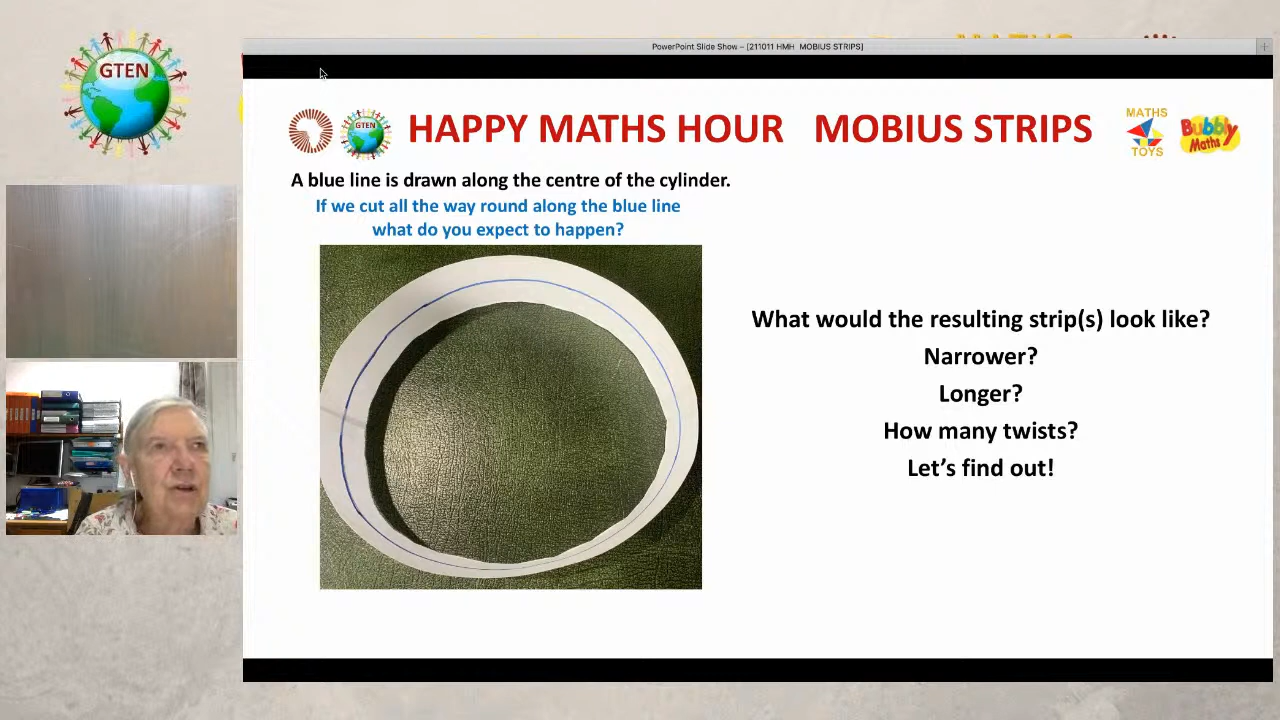 GTEN
PowerPoint Slide Show – [211011 HMH MOBIUS STRIPS]
GTEN
HAPPY MATHS HOUR MOBIUS STRIPS
MATHS
TOYS
Bubbly
Maths
A blue line is drawn along the centre of the cylinder.
If we cut all the way round along the blue line
what do you expect to happen?
What would the resulting strip(s) look like?
Narrower?
Longer?
How many twists?
Let's find out!